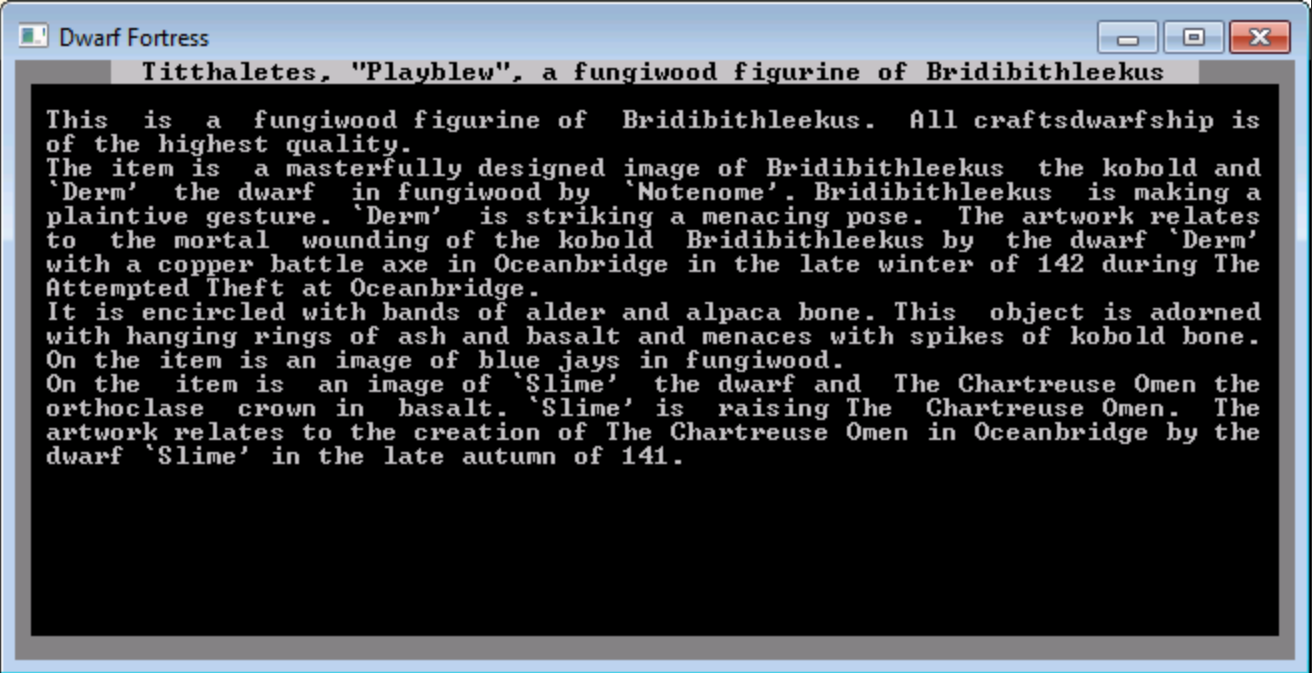 Dwarf Fortress
Titthaletes, "Playblew", a fungiwood figurine of Bridibithleekus
This is a fungiwood figurine of Bridibithleekus. All craftsdwarfship is
of the highest quality.
The item is a masterfully designed image of Bridibithleekus the kobold and
`Derm' the dwarf in fungiwood by `Notenome'. Bridibithleekus is making a
plaintive gesture. `Derm' is striking a menacing pose. The artwork relates
to the mortal wounding of the kobold Bridibithleekus by the dwarf `Derm'
with a copper battle axe in Oceanbridge in the late winter of 142 during The
Attempted Theft at Oceanbridge.
It is encircled with bands of alder and alpaca bone. This object is adorned
with hanging rings of ash and basalt and menaces with spikes of kobold bone.
On the item is an image of blue jays in fungiwood.
On the item is an image of `Slime' the dwarf and The Chartreuse Omen the
orthoclase crown in basalt. `Slime' is raising The Chartreuse Omen. The
artwork relates to the creation of The Chartreuse Omen in Oceanbridge by the
dwarf `Slime' in the late autumn of 141.